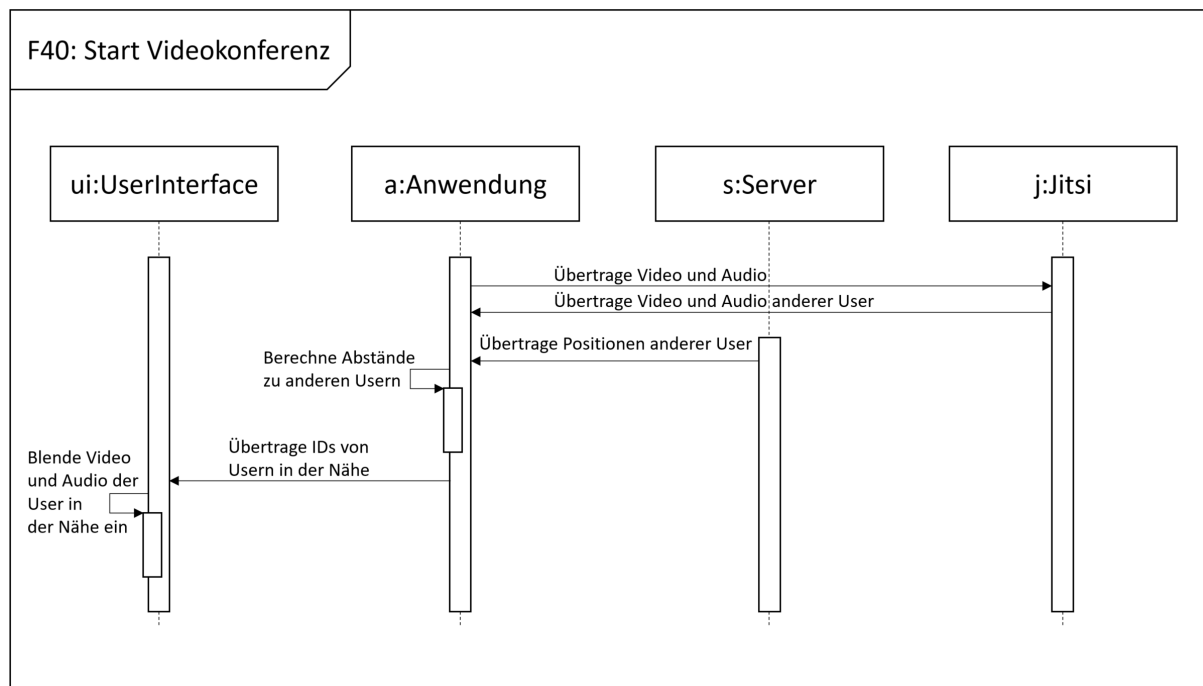 F40: Start Videokonferenz
ui:UserInterface
a:Anwendung
s:Server
j:Jitsi
Übertrage Video und Audio
Übertrage Video und Audio anderer User
Übertrage Positionen anderer User
Berechne Abstände
zu anderen Usern
Übertrage IDs von
Usern in der Nähe
Blende Video
und Audio der
User in
der Nähe ein